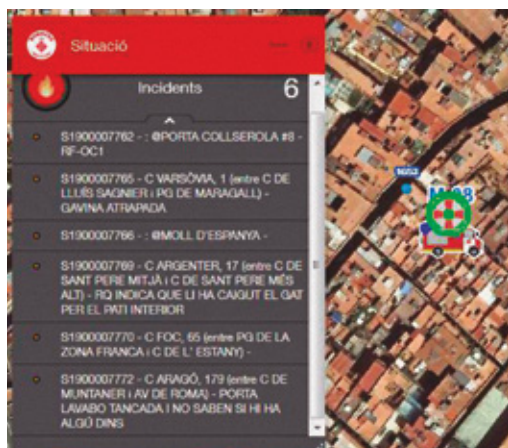 Situació
Incidents 6
S1900007762 - : @PORTA COLLSEROLA #8 -
RF-OC1
S1900007765 - C VARSÒVIA, 1 (entre C DE
LLUÍS SAGNIER i PG DE MARAGALL) -
GAVINA ATRAPADA
S1900007766 - : @MOLL D'ESPANYA -
S1900007769 - C ARGENTER, 17 (entre C DE
SANT PERE MITJÀ i C DE SANT PERE MÉS
ALT) - RQ INDICA QUE LI HA CAIGUT EL GAT
PER EL PATI INTERIOR
S1900007770 - C FOC, 65 (entre PG DE LA
ZONA FRANCA i C DE L' ESTANY) -
S1900007772 - C ARAGÓ, 179 (entre C DE
MUNTANER i AV DE ROMA) - PORTA
LAVABO TANCADA I NO SABEN SI HI HA
ALGÚ DINS